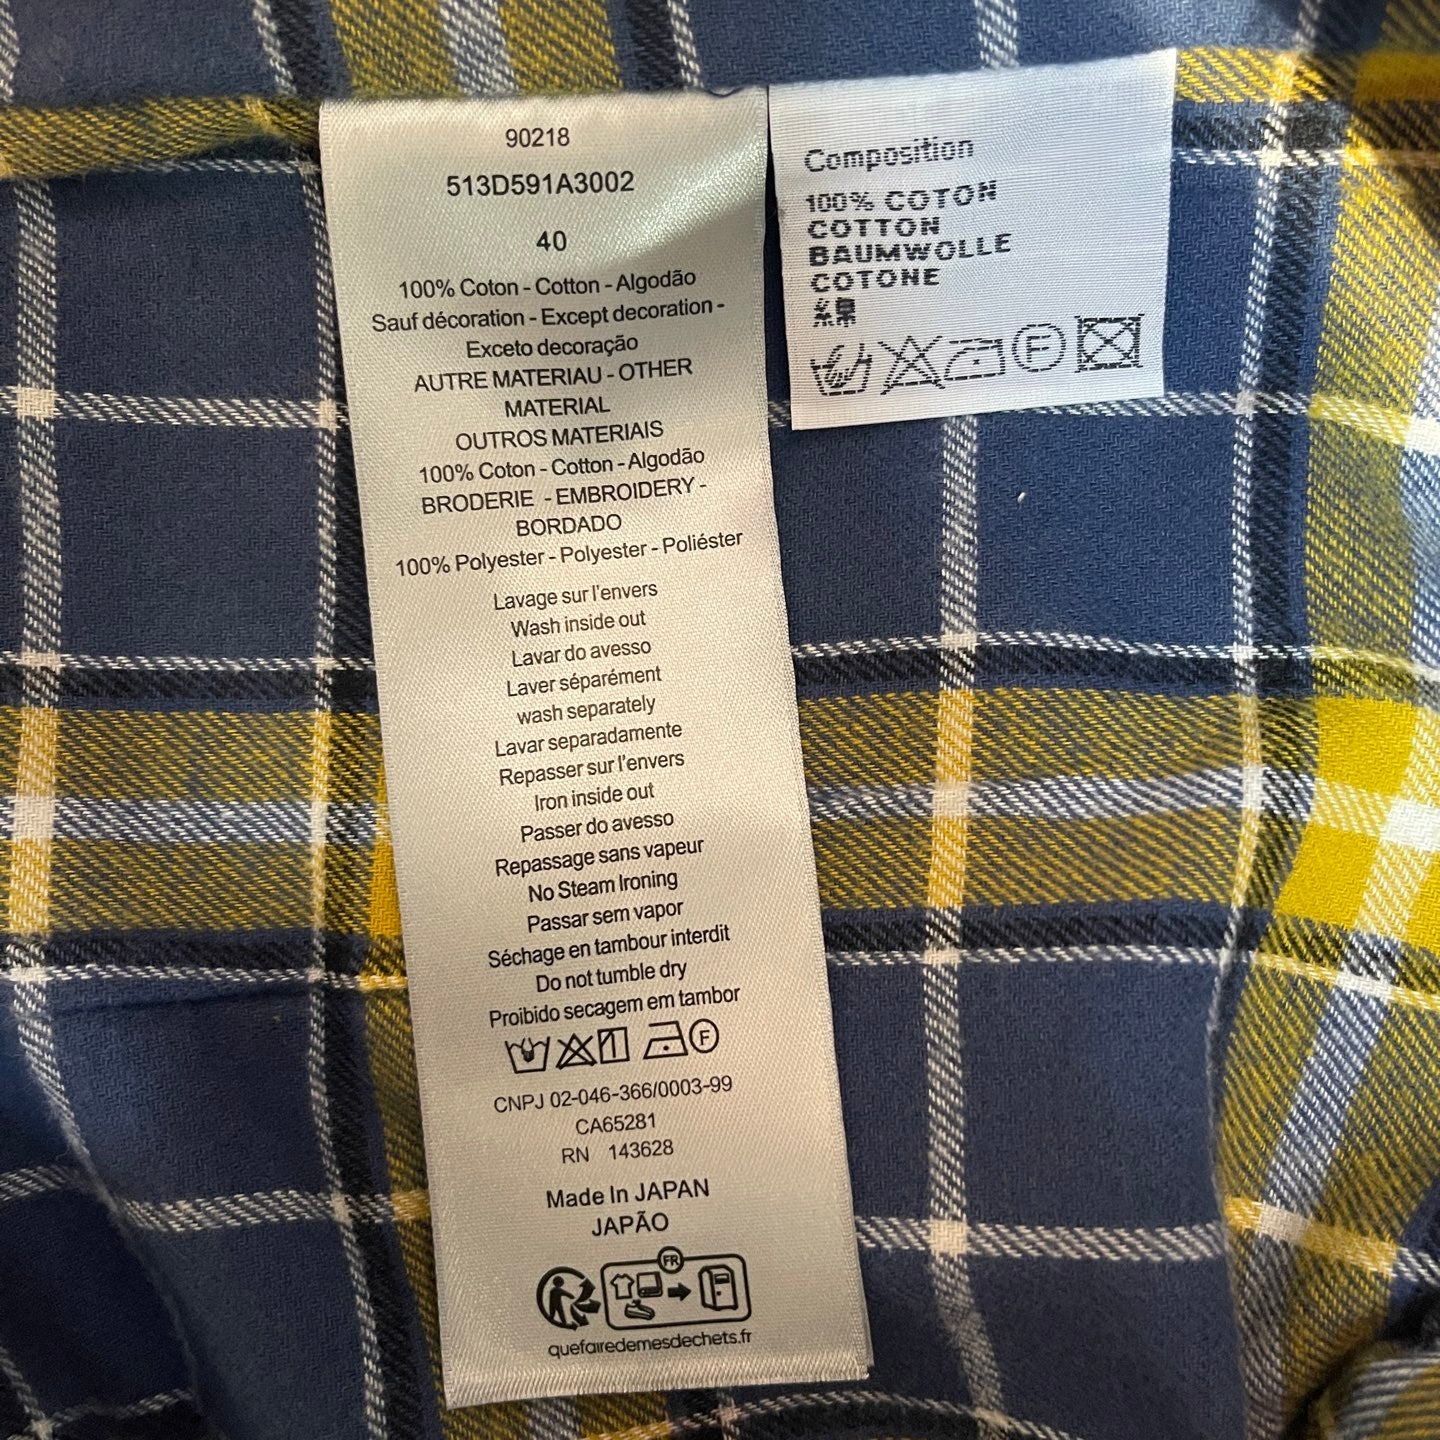 90218
513D591A3002
40
100% Coton - Cotton - Algodão
Sauf décoration - Except decoration -
Exceto decoração
AUTRE MATERIAU - OTHER
MATERIAL
OUTROS MATERIAIS
100% Coton - Cotton - Algodão
BRODERIE - EMBROIDERY -
BORDADO
100% Polyester - Polyester - Poliéster
Lavage sur l'envers
Wash inside out
Lavar do avesso
Laver séparément
wash separately
Lavar separadamente
Repasser sur l'envers
Iron inside out
Passer do avesso
Repassage sans vapeur
No Steam Ironing
Passar sem vapor
Séchage en tambour interdit
Do not tumble dry
Proibido secagem em tambor
F
CNPJ 02-046-366/0003-99
CA65281
RN 143628
Made In JAPAN
JAPÃO
FR
quefairedemesdechets.fr
Composition
100% COTON
COTTON
BAUMWOLLE
COTONE
F